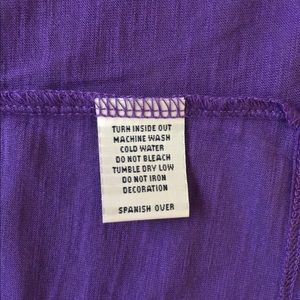 TURN INSIDE OUT
MACHINE WASH
COLD WATER
DO NOT BLEACH
TUMBLE DRY LOW
DO NOT IRON
DECORATION
SPANISH OVER